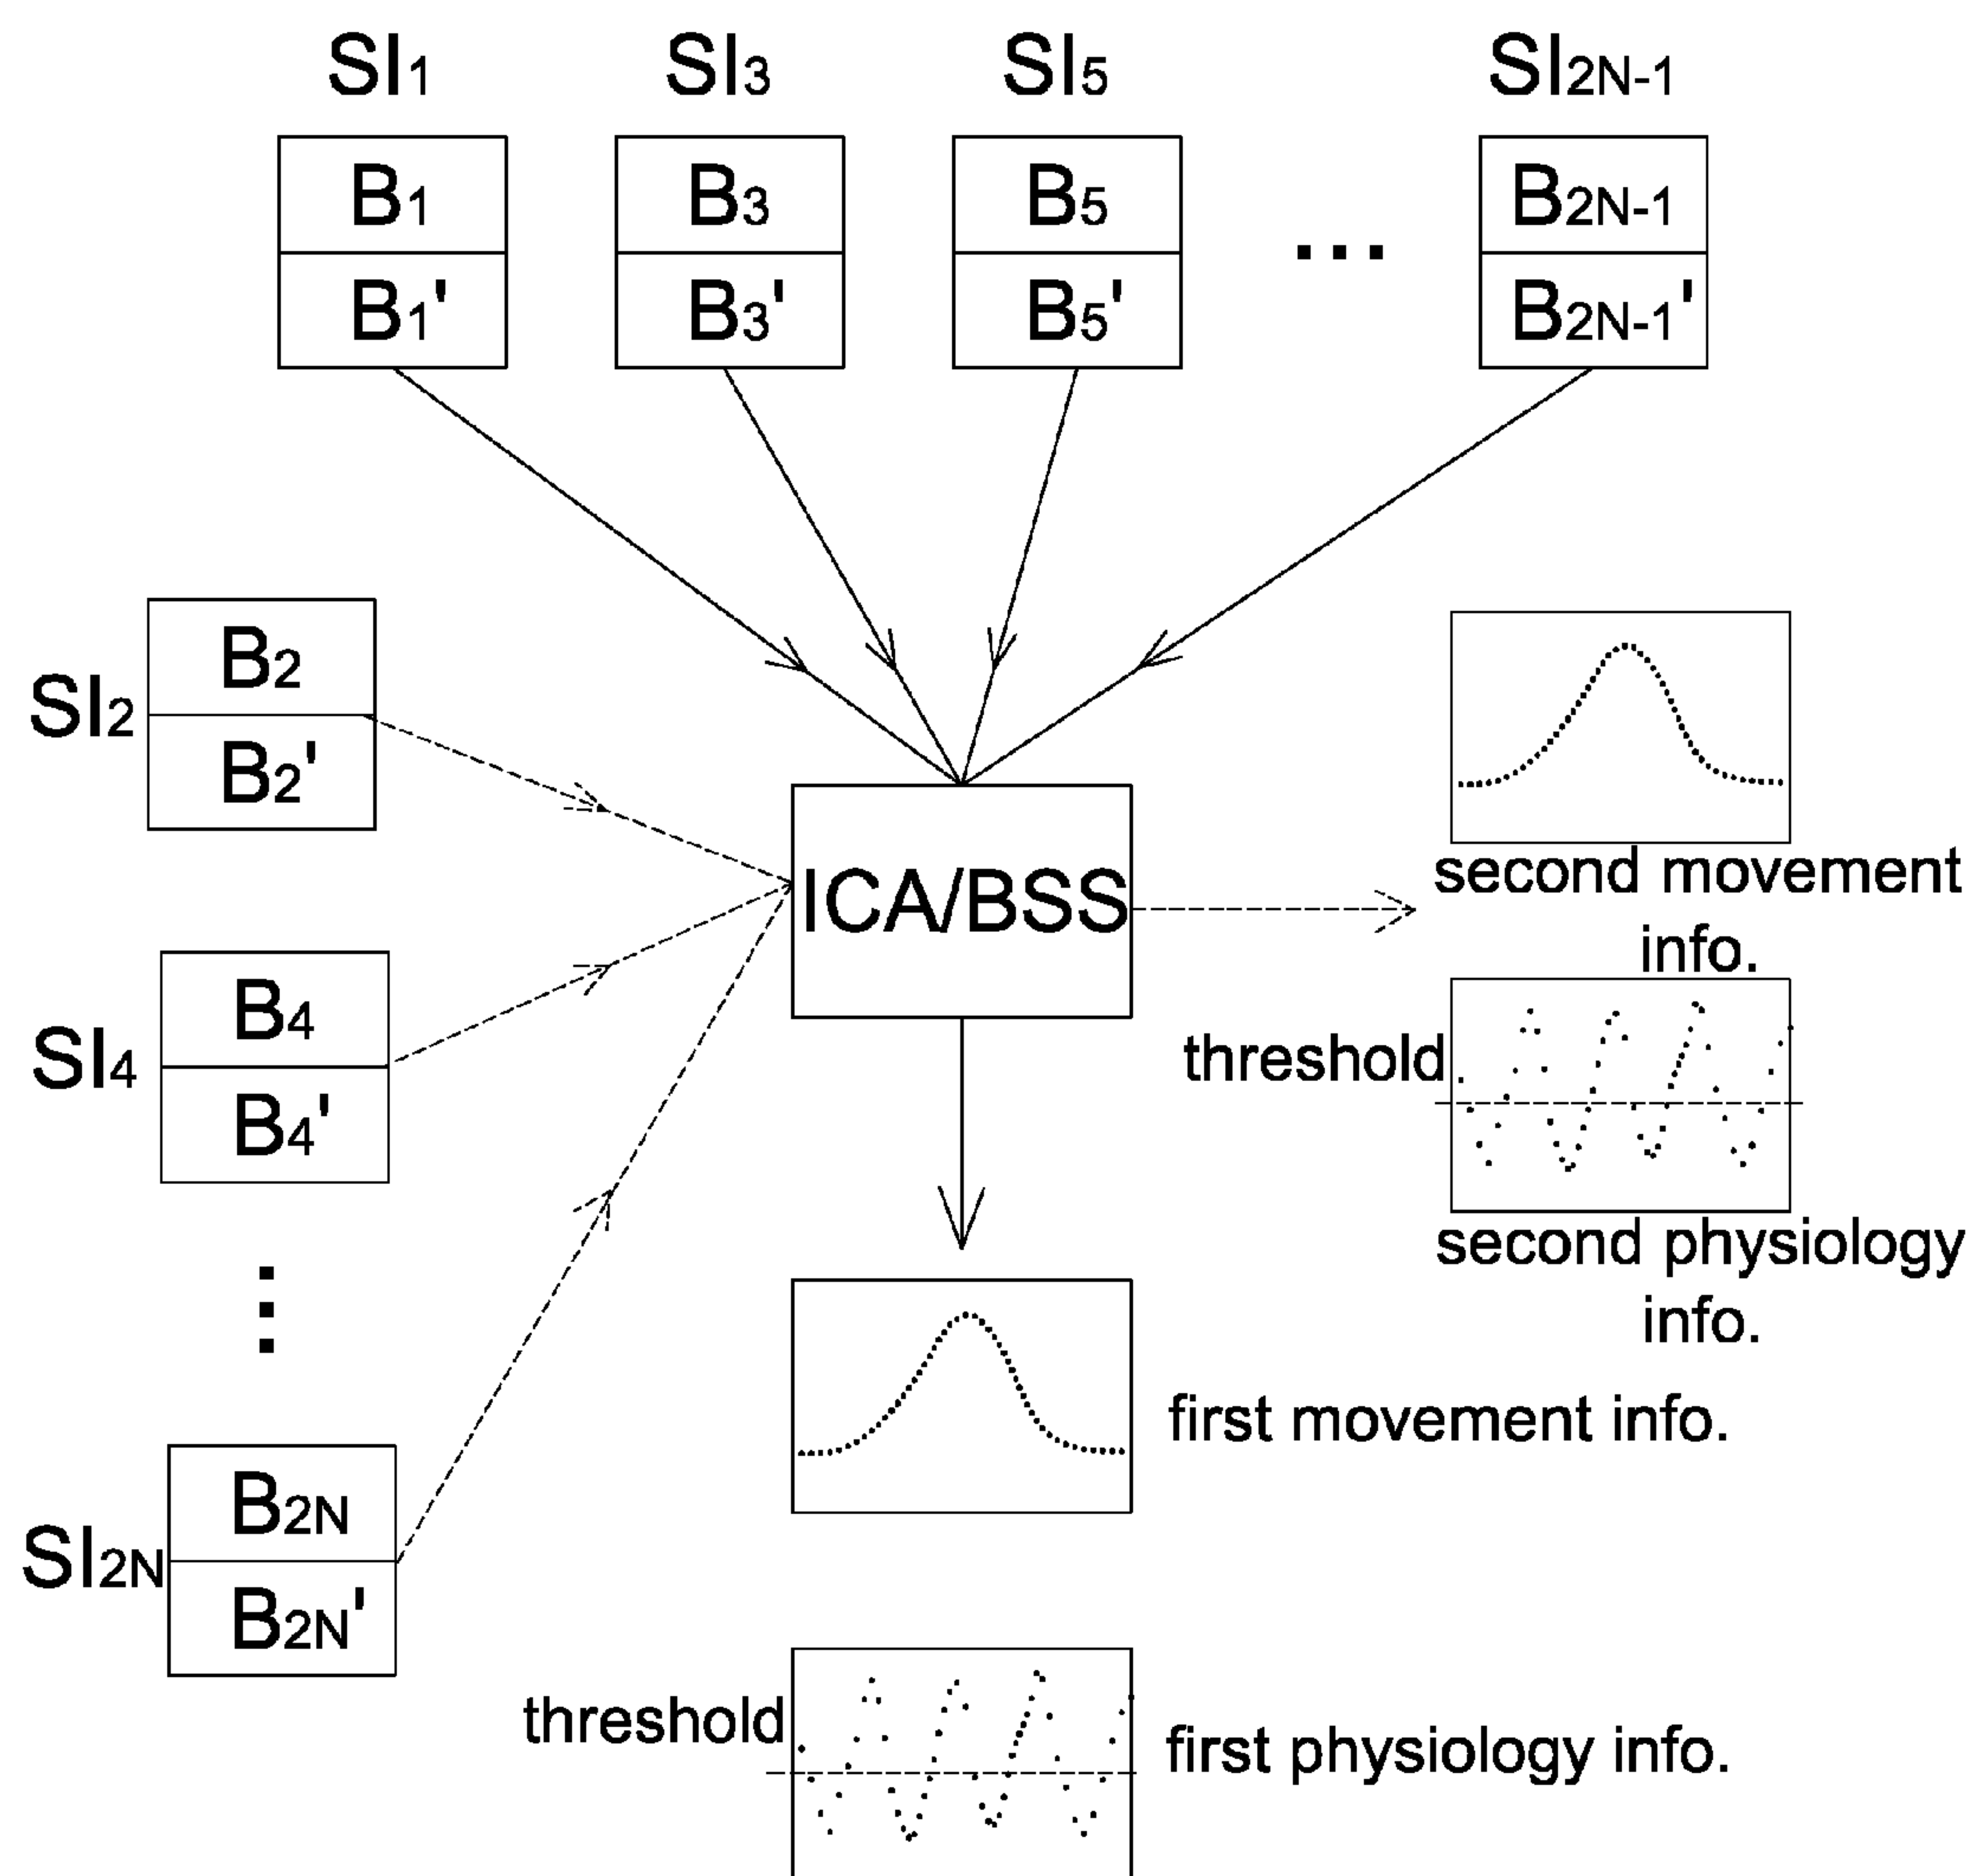 SI1 SI3 SI5 SI2N-1
B1 B3 B5 B2N-1
B1' B3' B5' ... B2N-1'
SI2
B2
B2'
ICA/BSS
second movement
info.
SI4
B4
B4'
threshold
second physiology
info.
first movement info.
SI2N
B2N
B2N'
threshold
first physiology info.